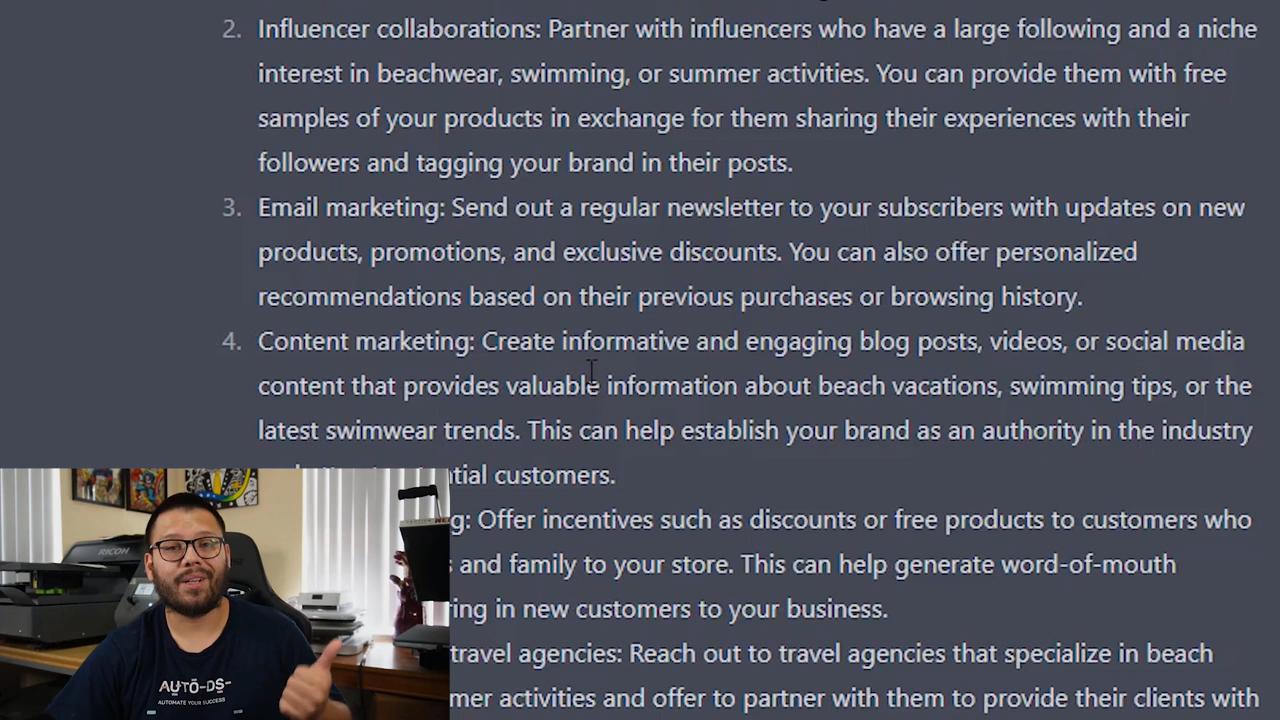 2. Influencer collaborations: Partner with influencers who have a large following and a niche
interest in beachwear, swimming, or summer activities. You can provide them with free
samples of your products in exchange for them sharing their experiences with their
followers and tagging your brand in their posts.
3. Email marketing: Send out a regular newsletter to your subscribers with updates on new
products, promotions, and exclusive discounts. You can also offer personalized
recommendations based on their previous purchases or browsing history.
4. Content marketing: Create informative and engaging blog posts, videos, or social media
content that provides valuable information about beach vacations, swimming tips, or the
latest swimwear trends. This can help establish your brand as an authority in the industry
customers.
g: Offer incentives such as discounts or free products to customers who
s and family to your store. This can help generate word-of-mouth
ring in new customers to your business.
travel agencies: Reach out to travel agencies that specialize in beach
mer activities and offer to partner with them to provide their clients with
RICOH
AUTO-DS-
AUTOMATE YOUR SUCCESS